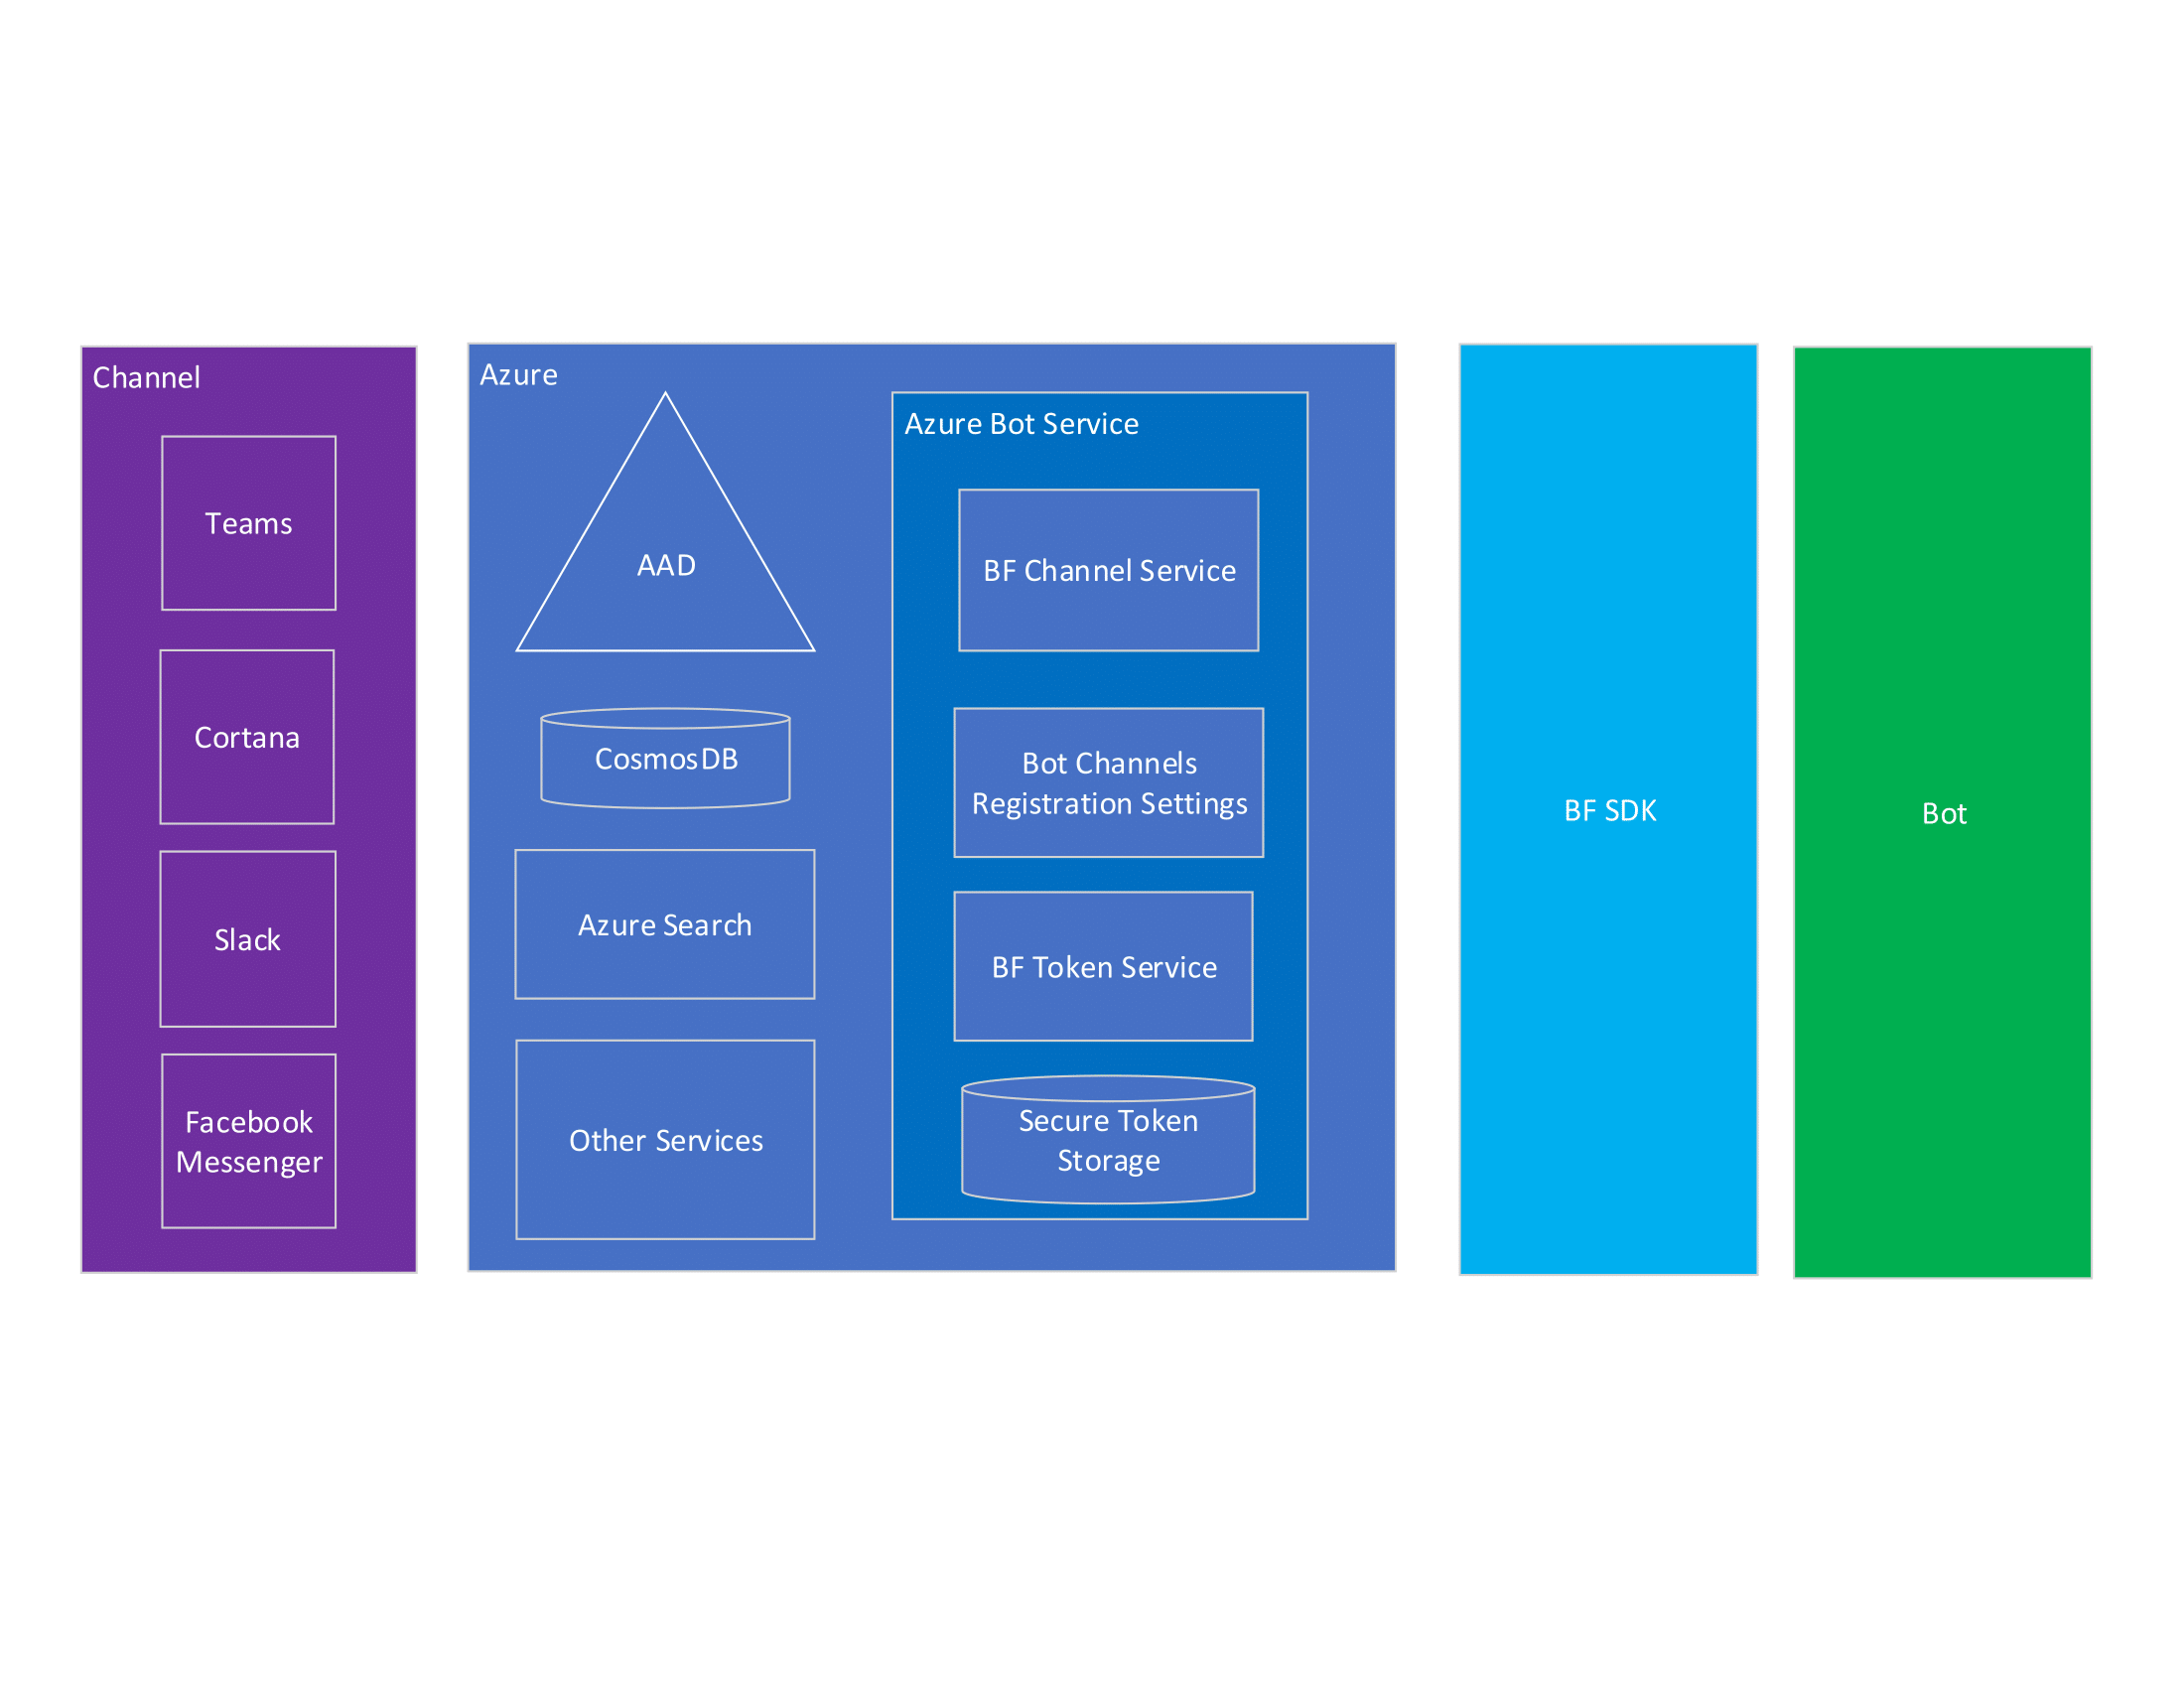 Channel
Teams
Cortana
Slack
Facebook
Messenger
Azure
AAD
CosmosDB
Azure Search
Other Services
Azure Bot Service
BF Channel Service
Bot Channels
Registration Settings
BF Token Service
Secure Token
Storage
BF SDK
Bot